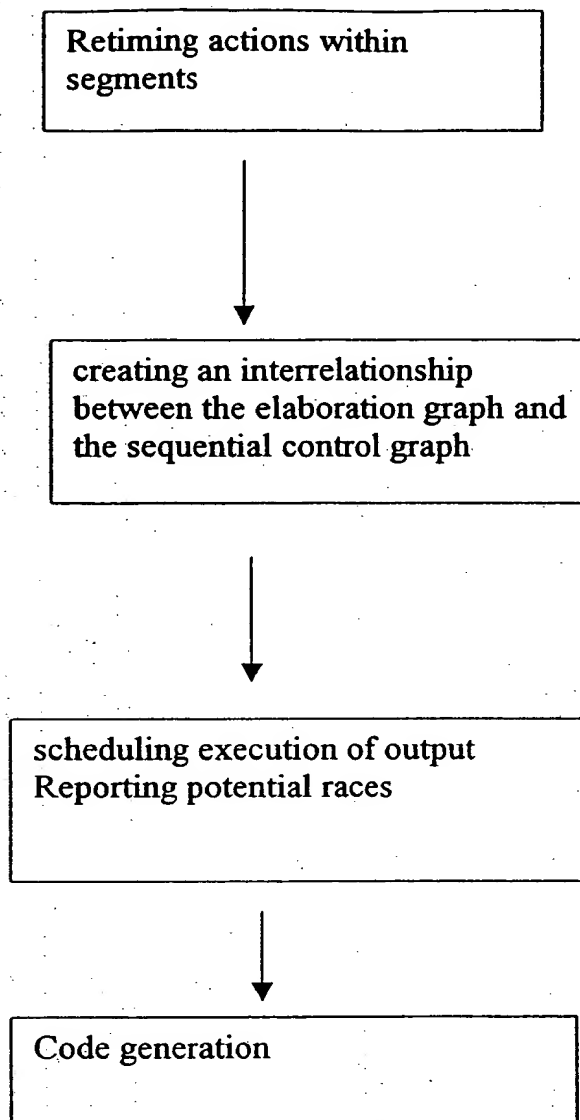 Retiming actions within
segments
creating an interrelationship
between the elaboration graph and
the sequential control graph
scheduling execution of output
Reporting potential races
Code generation